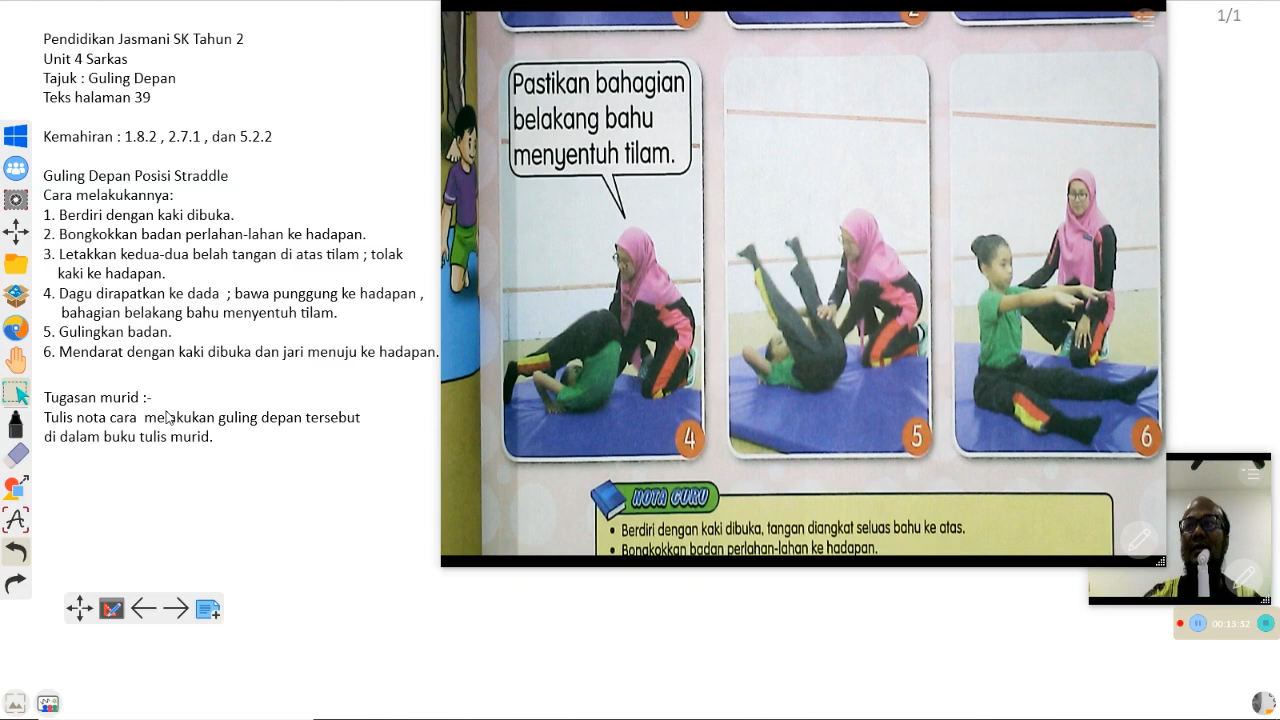 Pendidikan Jasmani SK Tahun 2
Unit 4 Sarkas
Tajuk : Guling Depan
Teks halaman 39
Kemahiran : 1.8.2 , 2.7.1 , dan 5.2.2
Guling Depan Posisi Straddle
Cara melakukannya:
1. Berdiri dengan kaki dibuka.
2. Bongkokkan badan perlahan-lahan ke hadapan.
3. Letakkan kedua-dua belah tangan di atas tilam ; tolak
kaki ke hadapan.
4. Dagu dirapatkan ke dada ; bawa punggung ke hadapan ,
bahagian belakang bahu menyentuh tilam.
5. Gulingkan badan.
6. Mendarat dengan kaki dibuka dan jari menuju ke hadapan.
Tugasan murid :-
Tulis nota cara melakukan guling depan tersebut
di dalam buku tulis murid.
1/1
Pastikan bahagian
belakang bahu
menyentuh tilam.
4
5
6
NOTA GURU
• Berdiri dengan kaki dibuka, tangan diangkat seluas bahu ke atas.
• Bongkokkan badan perlahan-lahan ke hadapan.
00:13:52